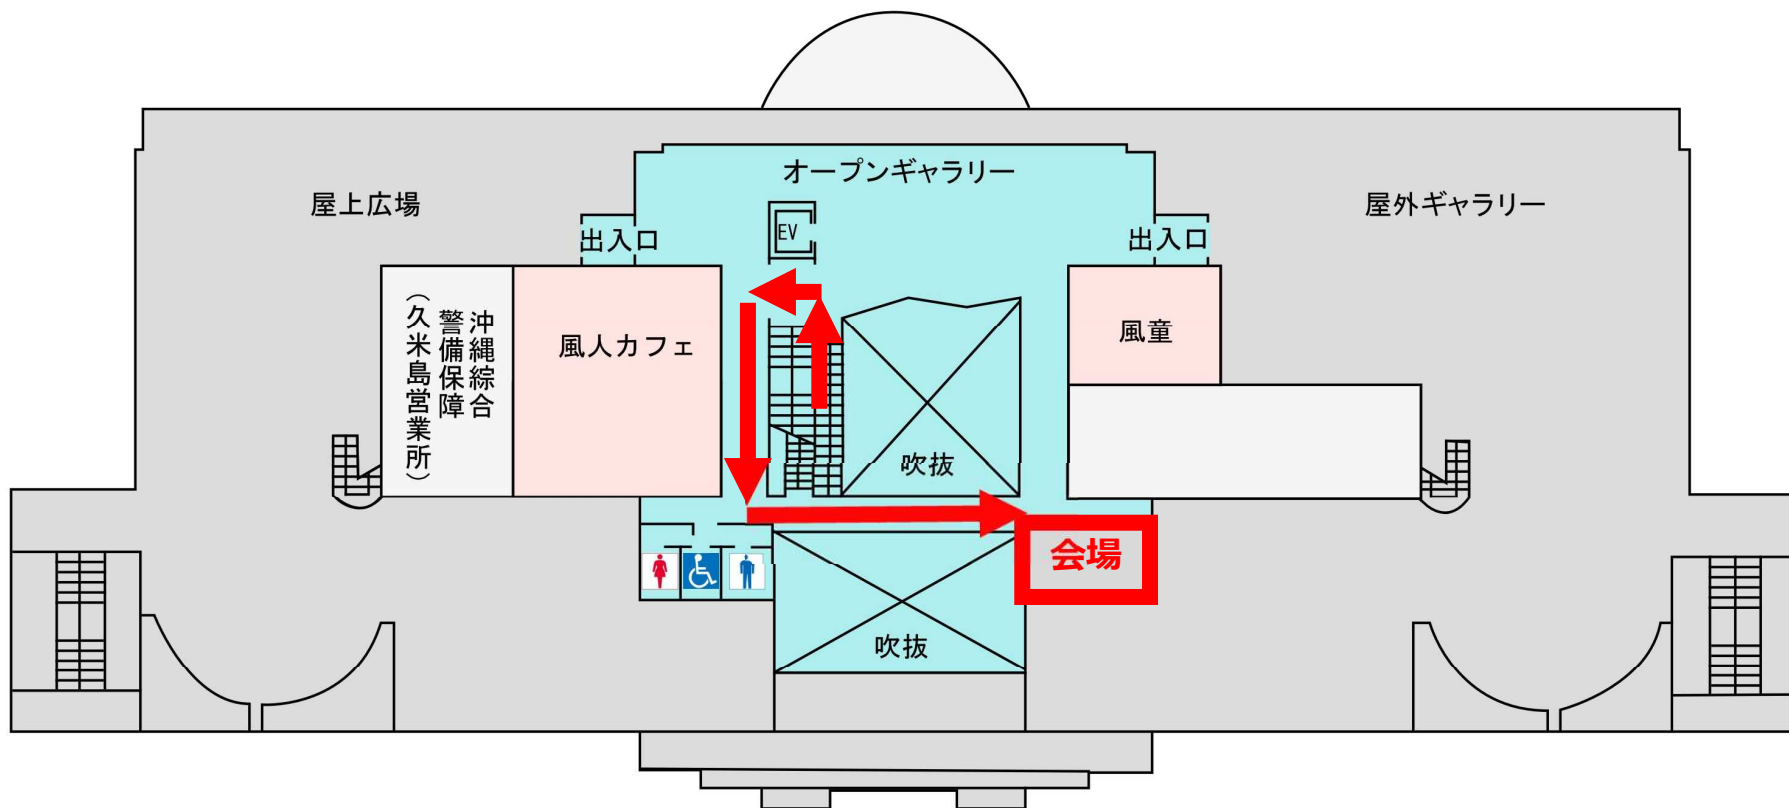 オープンギャラリー
屋上広場
屋外ギャラリー
EV
出入口
出入口
沖縄綜合
警備保障
（久米島営業所）
風人カフェ
風童
吹抜
会場
吹抜